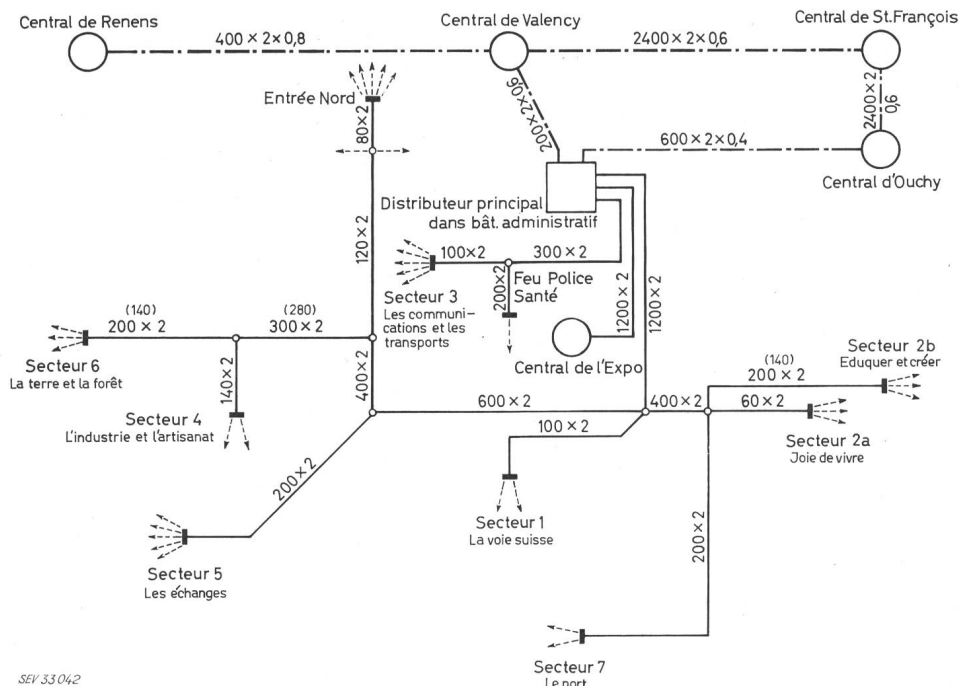 Central de Renens
Central de Valency
Central de St.François
400×2×0,8
2400×2×0,6
200×2×0,6
2400×2
0,6
600×2×0,4
Central d'Ouchy
Entrée Nord
80×2
Distributeur principal
dans bât. administratif
120×2
100×2
300×2
200×2
Feu Police
Santé
Secteur 3
Les communi-
cations et les
transports
1200×2
1200×2
Central de l'Expo
(140)
200×2
(280)
300×2
Secteur 6
La terre et la forêt
140×2
Secteur 4
L'industrie et l'artisanat
400×2
600×2
400×2
(140)
200×2
Secteur 2b
Eduquer et créer
60×2
Secteur 2a
Joie de vivre
100×2
Secteur 1
La voie suisse
200×2
Secteur 5
Les échanges
200×2
Secteur 7
Le port
SEV 33042